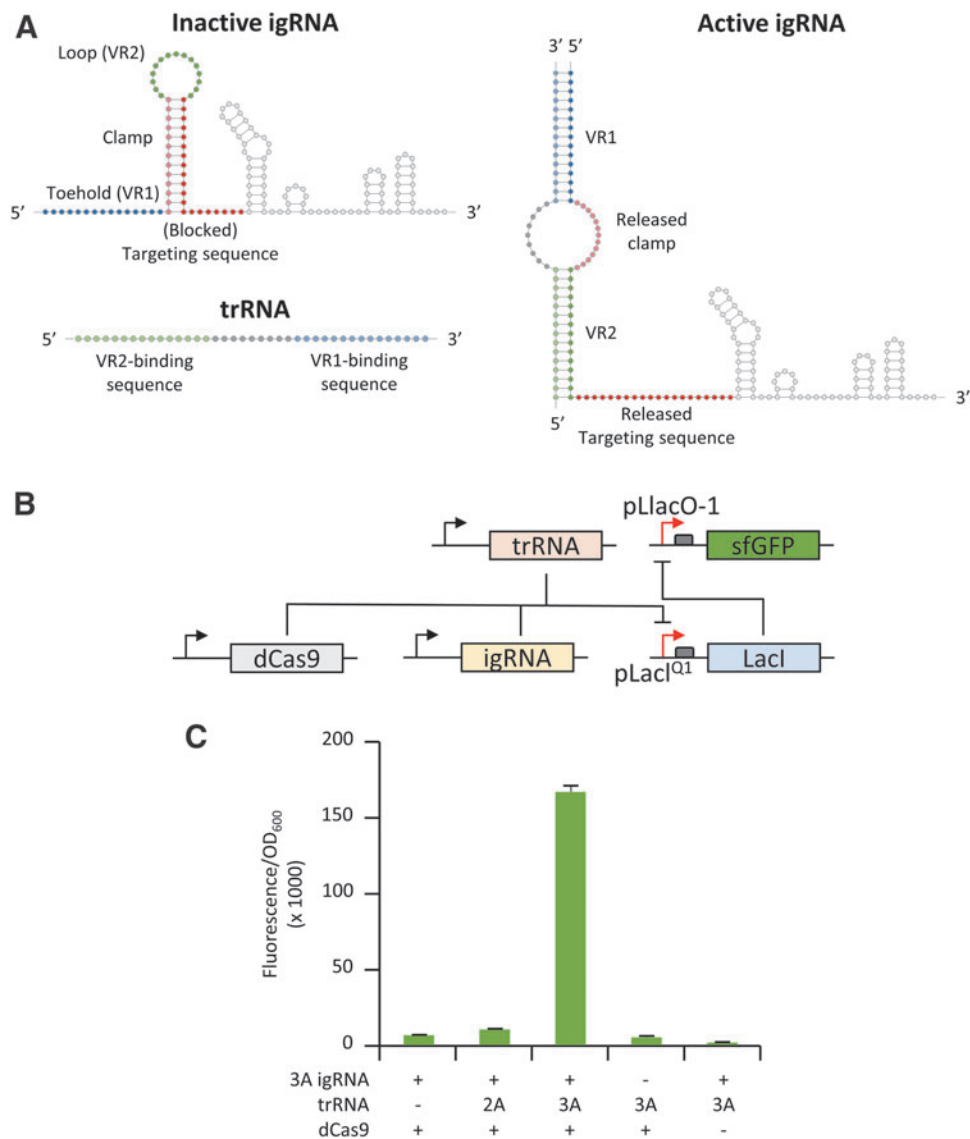 A
Inactive igRNA
Active igRNA
Loop (VR2)
Clamp
Toehold (VR1)
5’
3’
(Blocked)
Targeting sequence
trRNA
5’
3’
VR2-binding
sequence
VR1-binding
sequence
3’ 5’
VR1
Released
clamp
VR2
5’
3’
Released
Targeting sequence
B
trRNA
pLlacO-1
sfGFP
dCas9
igRNA
pLacI^Q1
LacI
C
Fluorescence/OD₆₀₀
(x 1000)
200
150
100
50
0
3A igRNA + + + - +
trRNA - 2A 3A 3A 3A
dCas9 + + + + -